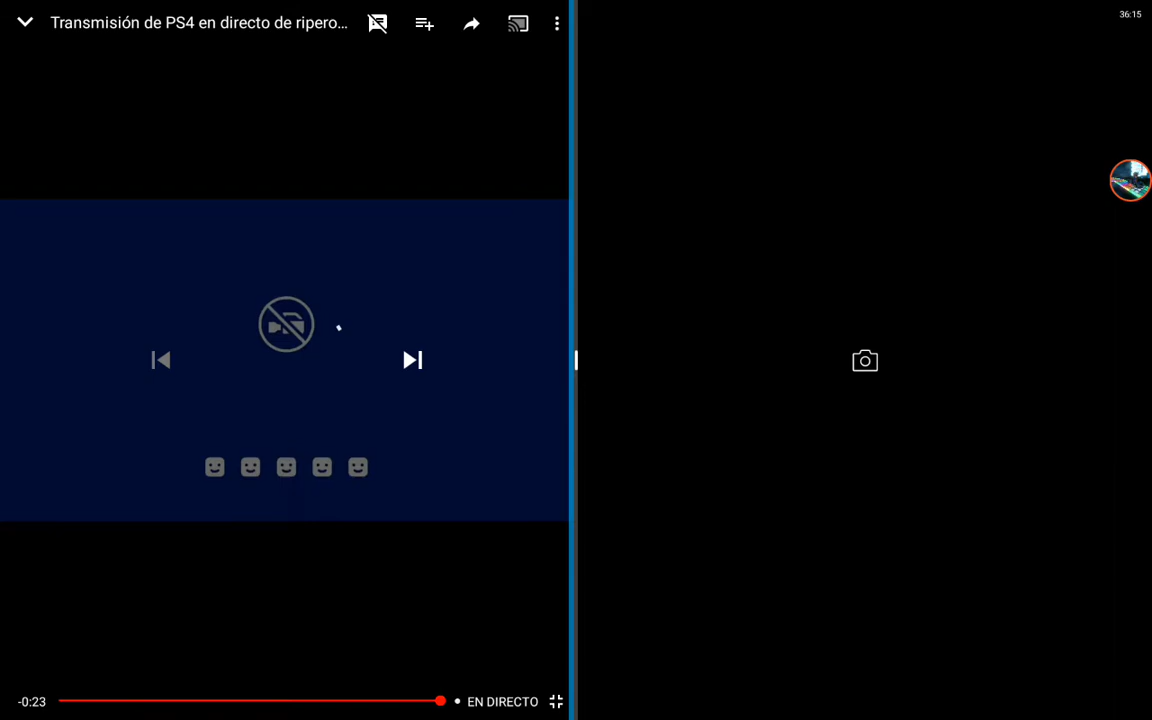 Transmisión de PS4 en directo de ripero...
36:15
-0:23
• EN DIRECTO